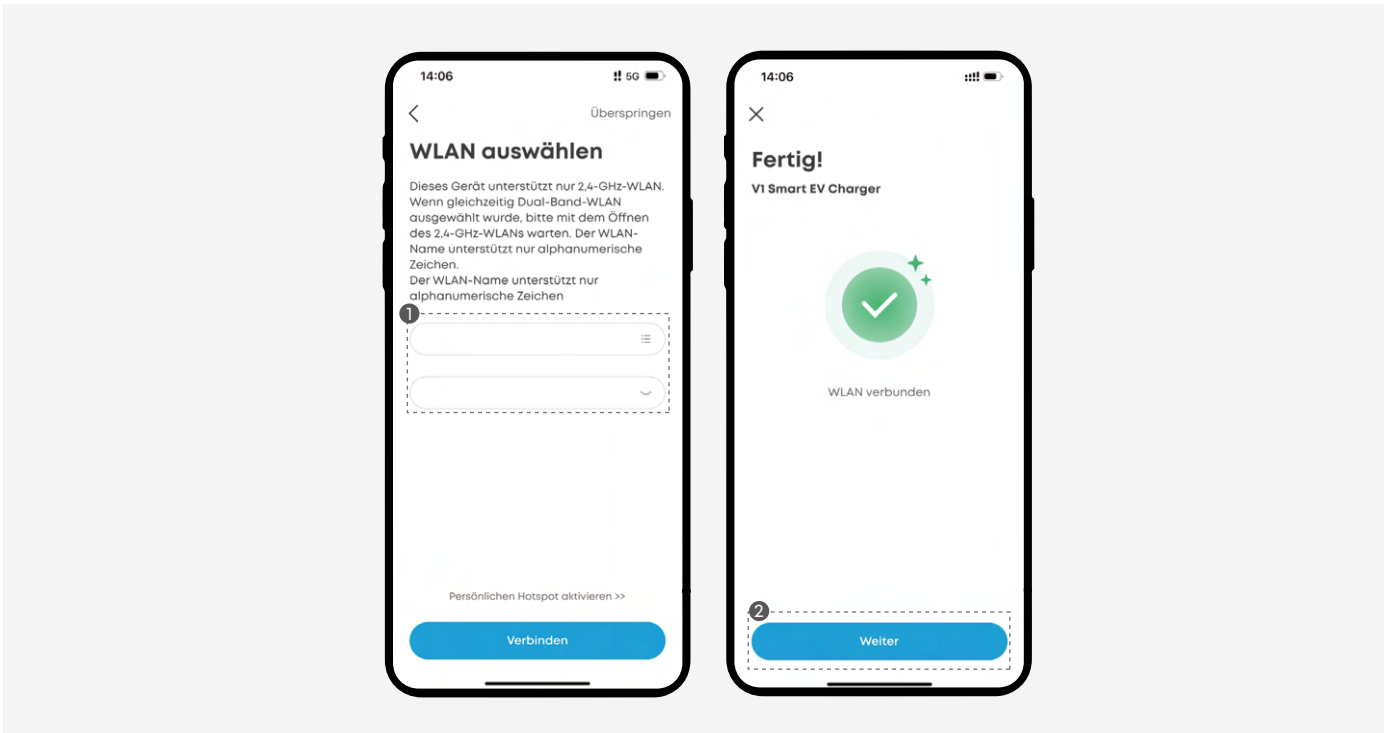 14:06
5G
Überspringen
WLAN auswählen
Dieses Gerät unterstützt nur 2,4-GHz-WLAN.
Wenn gleichzeitig Dual-Band-WLAN
ausgewählt wurde, bitte mit dem Öffnen
des 2,4-GHz-WLANs warten. Der WLAN-
Name unterstützt nur alphanumerische
Zeichen.
Der WLAN-Name unterstützt nur
alphanumerische Zeichen
1
Persönlichen Hotspot aktivieren >>
Verbinden
14:06
Fertig!
V1 Smart EV Charger
WLAN verbunden
2
Weiter